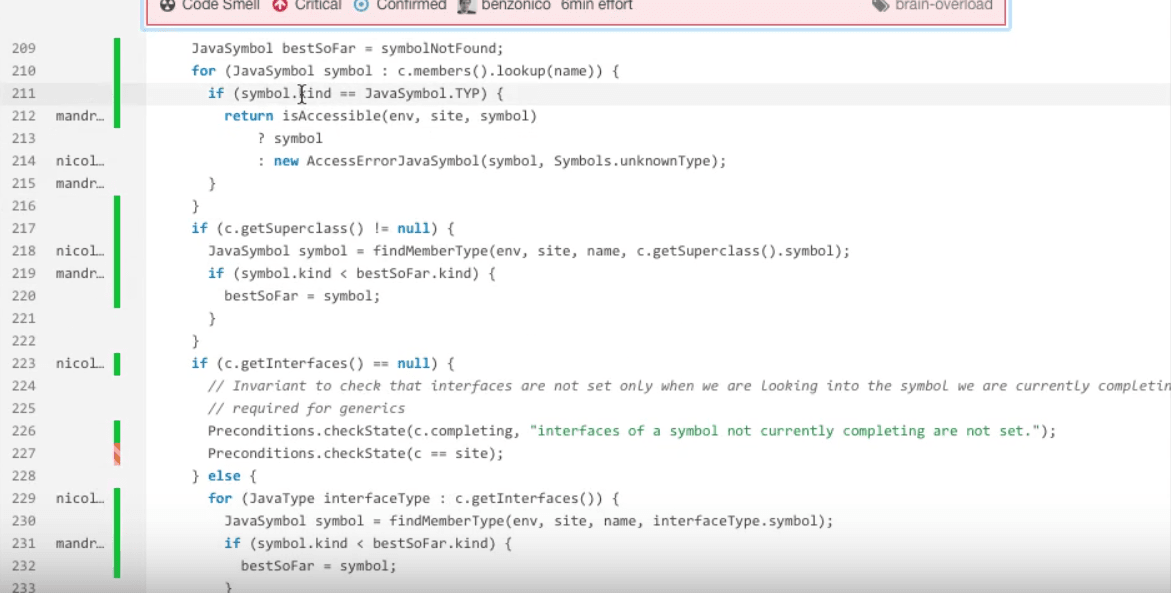 Code Smell Critical Confirmed benzonico 6min effort brain-overload
209 JavaSymbol bestSoFar = symbolNotFound;
210 for (JavaSymbol symbol : c.members().lookup(name)) {
211 if (symbol.kind == JavaSymbol.TYP) {
212 mandr… return isAccessible(env, site, symbol)
213 ? symbol
214 nicol… : new AccessErrorJavaSymbol(symbol, Symbols.unknownType);
215 mandr… }
216 }
217 if (c.getSuperclass() != null) {
218 nicol… JavaSymbol symbol = findMemberType(env, site, name, c.getSuperclass().symbol);
219 mandr… if (symbol.kind < bestSoFar.kind) {
220 bestSoFar = symbol;
221 }
222 }
223 nicol… if (c.getInterfaces() == null) {
224 // Invariant to check that interfaces are not set only when we are looking into the symbol we are currently completin
225 // required for generics
226 Preconditions.checkState(c.completing, "interfaces of a symbol not currently completing are not set.");
227 Preconditions.checkState(c == site);
228 } else {
229 nicol… for (JavaType interfaceType : c.getInterfaces()) {
230 JavaSymbol symbol = findMemberType(env, site, name, interfaceType.symbol);
231 mandr… if (symbol.kind < bestSoFar.kind) {
232 bestSoFar = symbol;
233 }